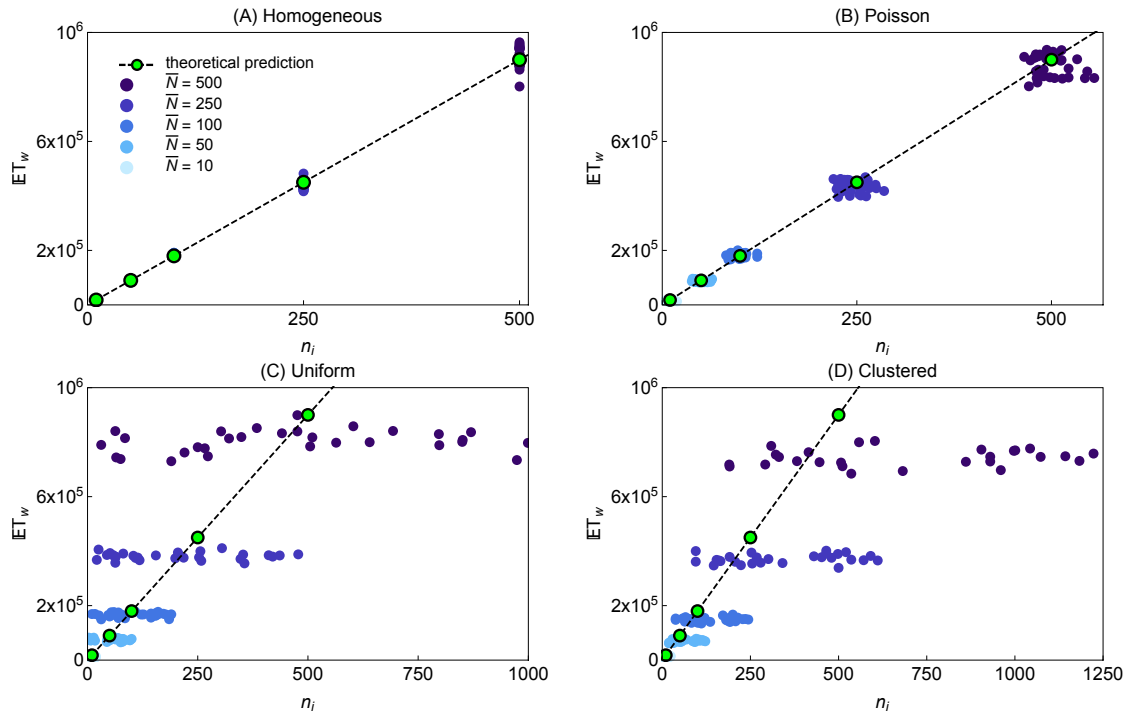 (A) Homogeneous
10⁶
6x10⁵
2x10⁵
0
𝔼T_w
0
250
500
n_i
theoretical prediction
N̅ = 500
N̅ = 250
N̅ = 100
N̅ = 50
N̅ = 10
(B) Poisson
10⁶
6x10⁵
2x10⁵
0
𝔼T_w
0
250
500
n_i
(C) Uniform
10⁶
6x10⁵
2x10⁵
0
𝔼T_w
0
250
500
750
1000
n_i
(D) Clustered
10⁶
6x10⁵
2x10⁵
0
𝔼T_w
0
250
500
750
1000
1250
n_i